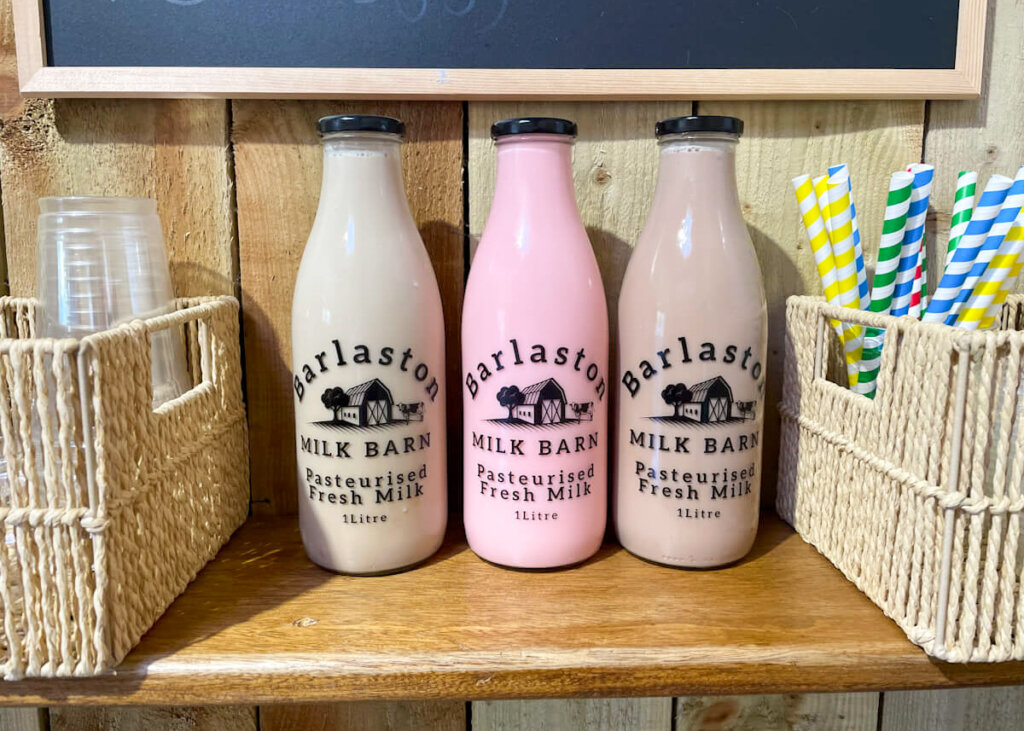 Barlaston
MILK BARN
Pasteurised
Fresh Milk
1Litre
Barlaston
MILK BARN
Pasteurised
Fresh Milk
1Litre
Barlaston
MILK BARN
Pasteurised
Fresh Milk
1Litre